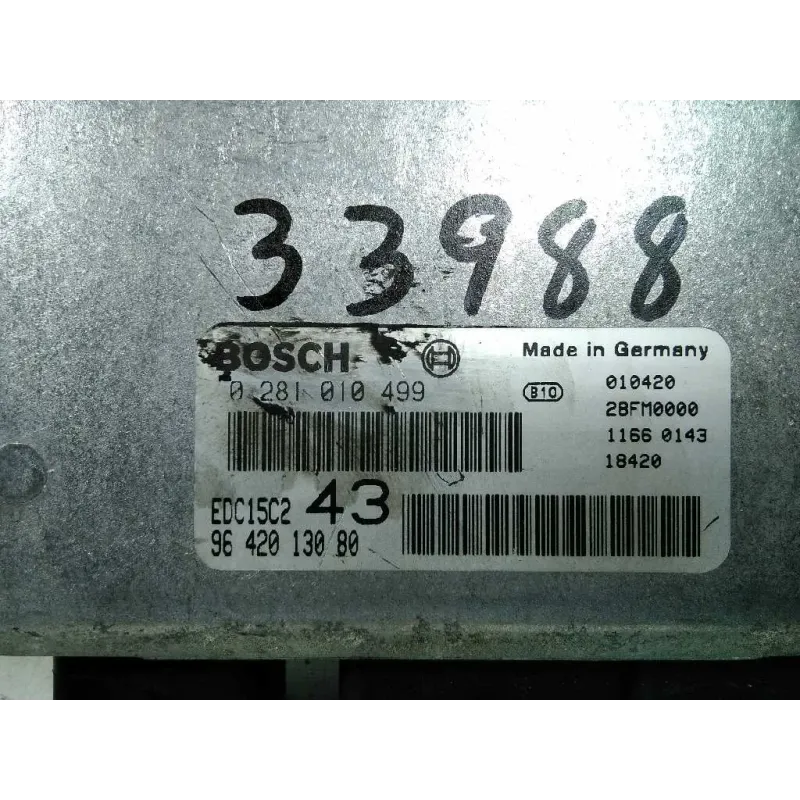 33988
BOSCH
Made in Germany
0 281 010 499
B10
010420
28FM0000
1166 0143
18420
EDC15C2 43
96 420 130 80